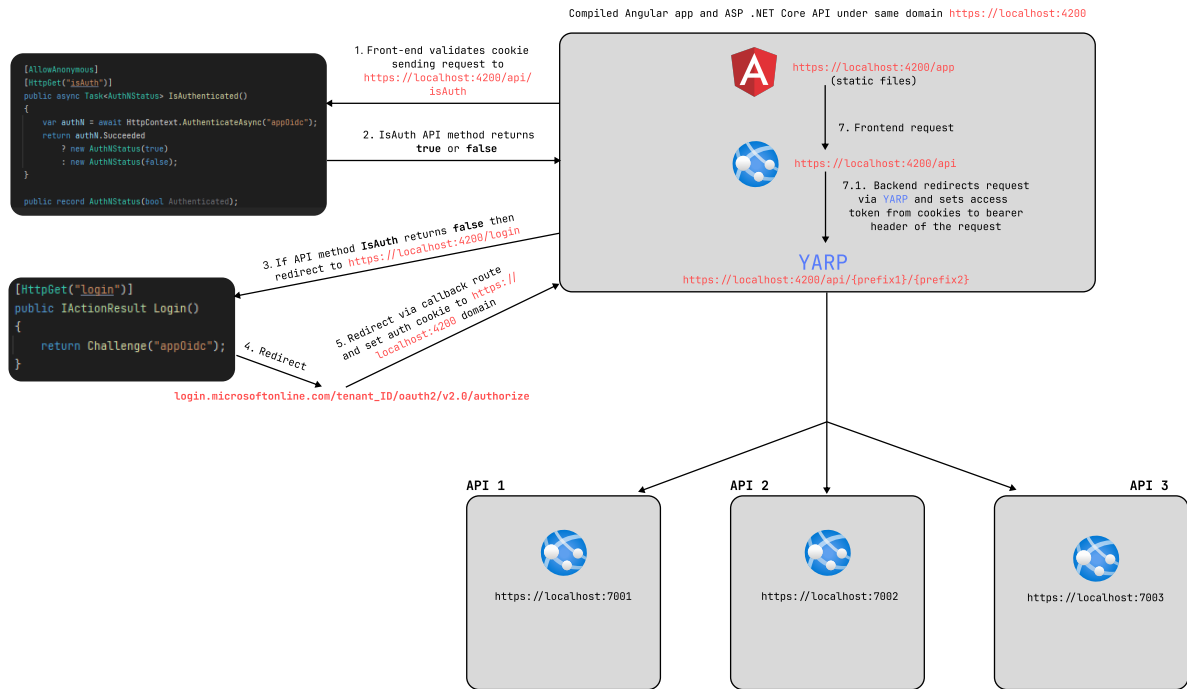 Compiled Angular app and ASP .NET Core API under same domain https://localhost:4200
[AllowAnonymous]
[HttpGet("isAuth")]
public async Task<AuthNStatus> IsAuthenticated()
{
var authN = await HttpContext.AuthenticateAsync("appOidc");
return authN.Succeeded
? new AuthNStatus(true)
: new AuthNStatus(false);
}
public record AuthNStatus(bool Authenticated);
1. Front-end validates cookie
sending request to
https://localhost:4200/api/
isAuth
2. IsAuth API method returns
true or false
https://localhost:4200/app
(static files)
7. Frontend request
https://localhost:4200/api
7.1. Backend redirects request
via YARP and sets access
token from cookies to bearer
header of the request
YARP
https://localhost:4200/api/{prefix1}/{prefix2}
3. If API method IsAuth returns false then
redirect to https://localhost:4200/login
[HttpGet("login")]
public IActionResult Login()
{
return Challenge("appOidc");
}
4. Redirect
5. Redirect via callback route
and set auth cookie to https://
localhost:4200 domain
login.microsoftonline.com/tenant_ID/oauth2/v2.0/authorize
API 1
https://localhost:7001
API 2
https://localhost:7002
API 3
https://localhost:7003